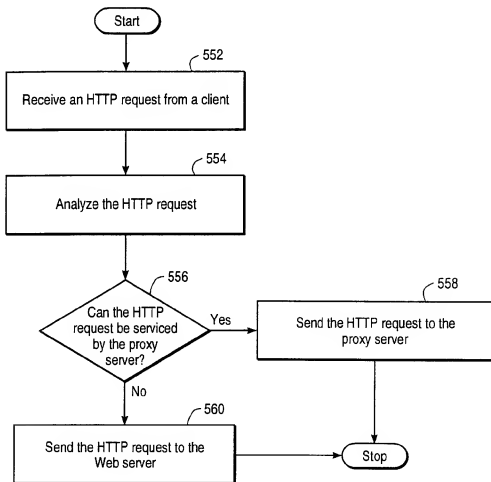 Start
552
Receive an HTTP request from a client
554
Analyze the HTTP request
556
Can the HTTP
request be serviced
by the proxy
server?
Yes
558
Send the HTTP request to the
proxy server
No
560
Send the HTTP request to the
Web server
Stop